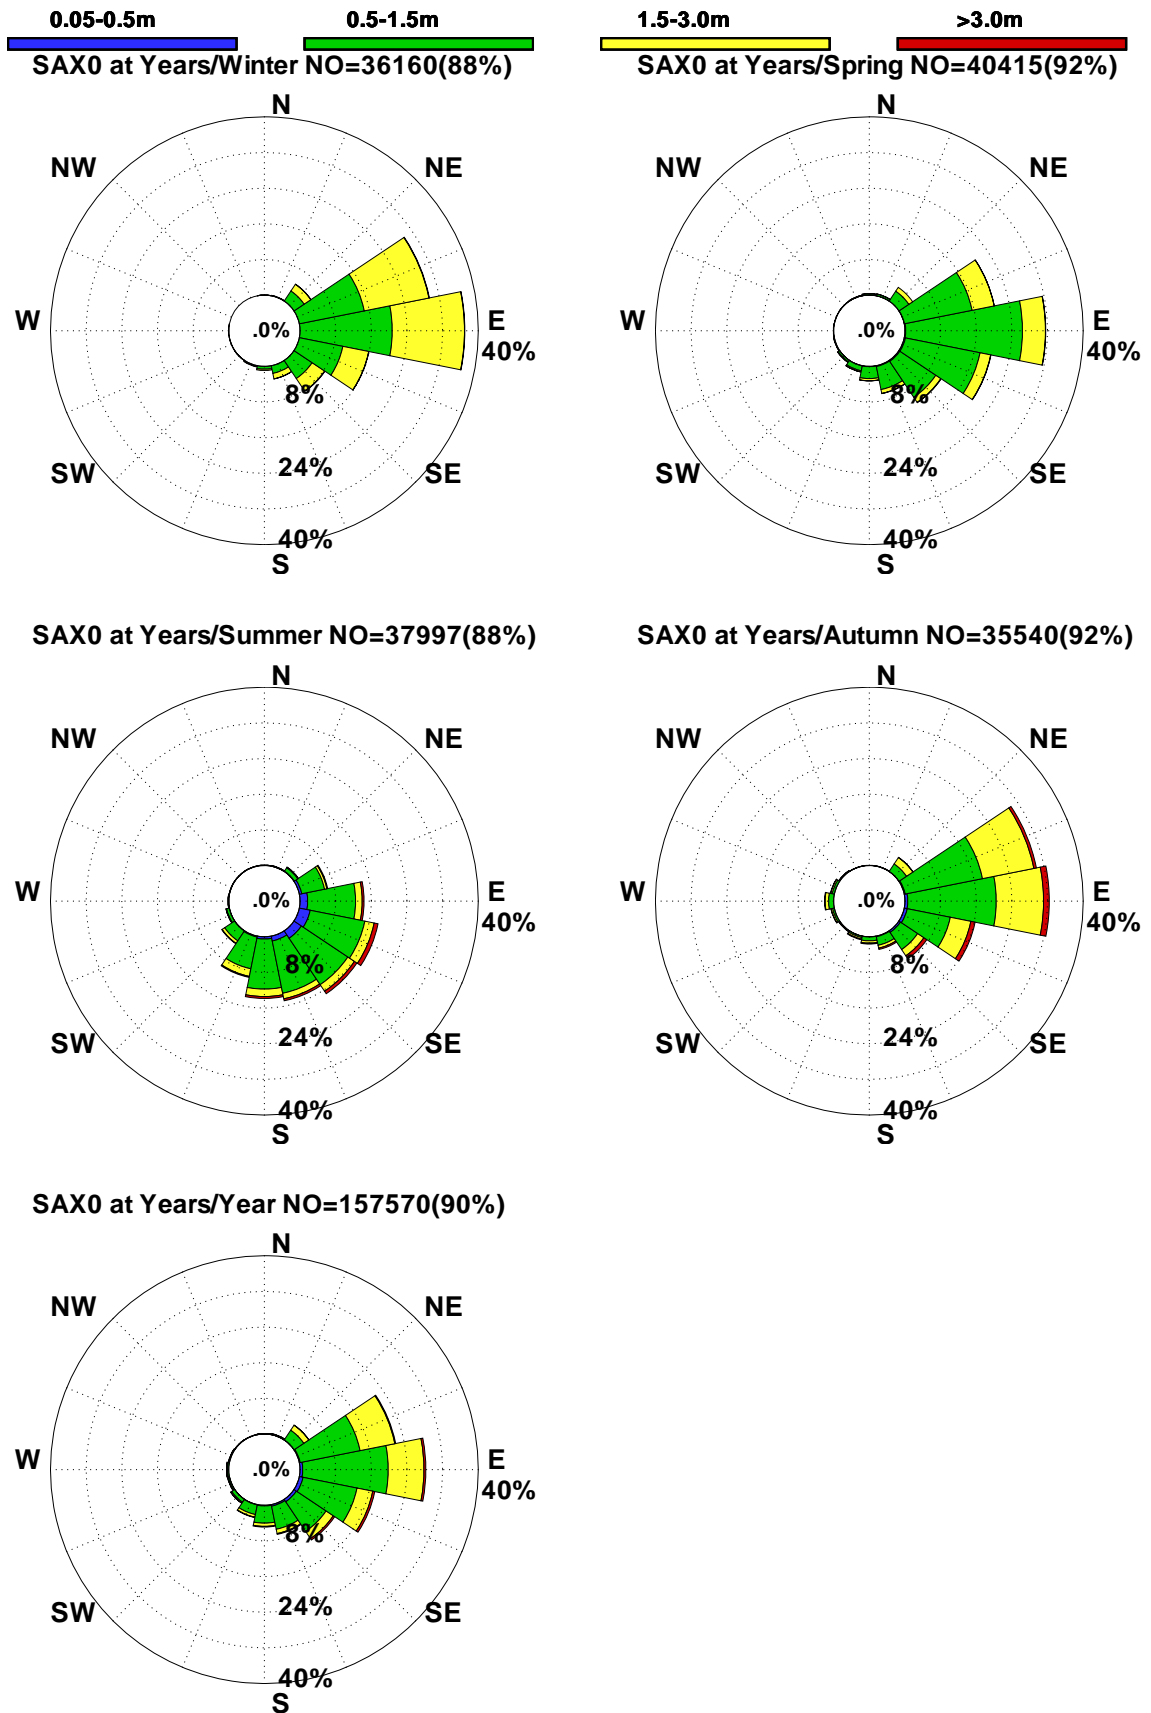 0.05-0.5m 0.5-1.5m 1.5-3.0m >3.0m
SAX0 at Years/Winter NO=36160(88%)
N
NW NE
W .0% E
40%
8%
SW 24% SE
40%
S
SAX0 at Years/Spring NO=40415(92%)
N
NW NE
W .0% E
40%
8%
SW 24% SE
40%
S
SAX0 at Years/Summer NO=37997(88%)
N
NW NE
W .0% E
40%
8%
SW 24% SE
40%
S
SAX0 at Years/Autumn NO=35540(92%)
N
NW NE
W .0% E
40%
8%
SW 24% SE
40%
S
SAX0 at Years/Year NO=157570(90%)
N
NW NE
W .0% E
40%
8%
SW 24% SE
40%
S